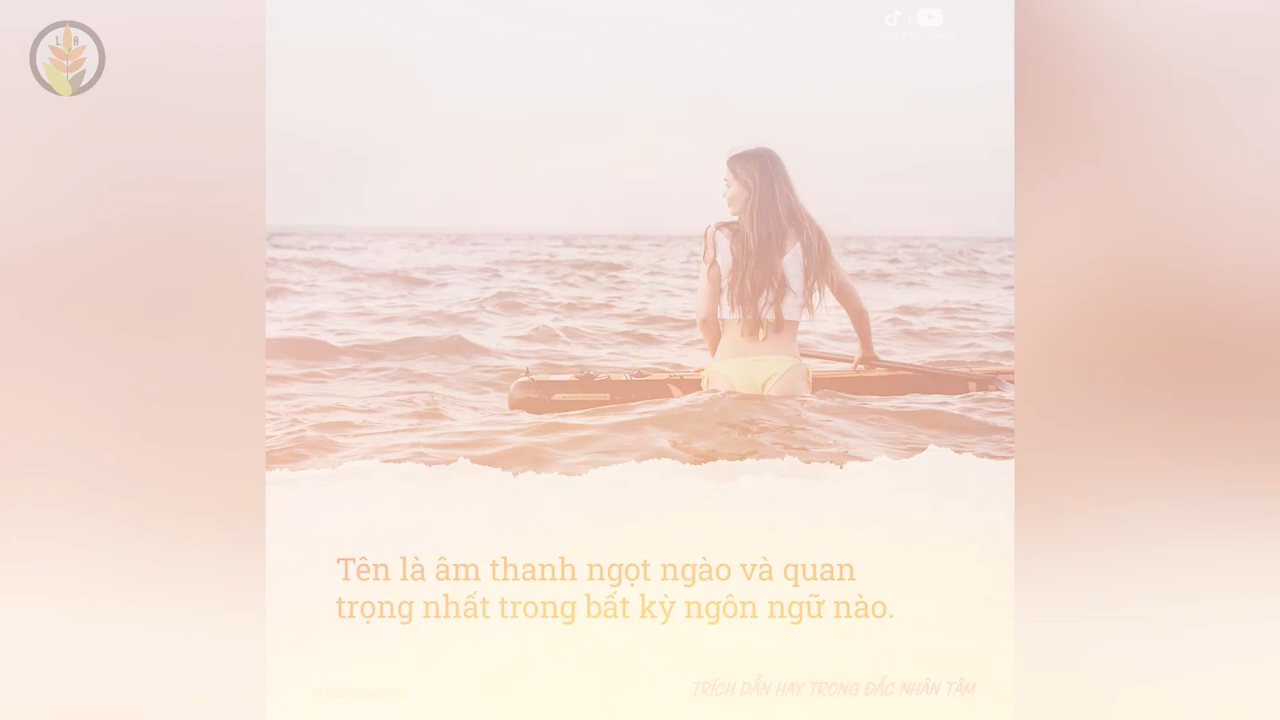 L A
Tên là âm thanh ngọt ngào và quan
trọng nhất trong bất kỳ ngôn ngữ nào.
TRÍCH DẪN HAY TRONG ĐẮC NHÂN TÂM